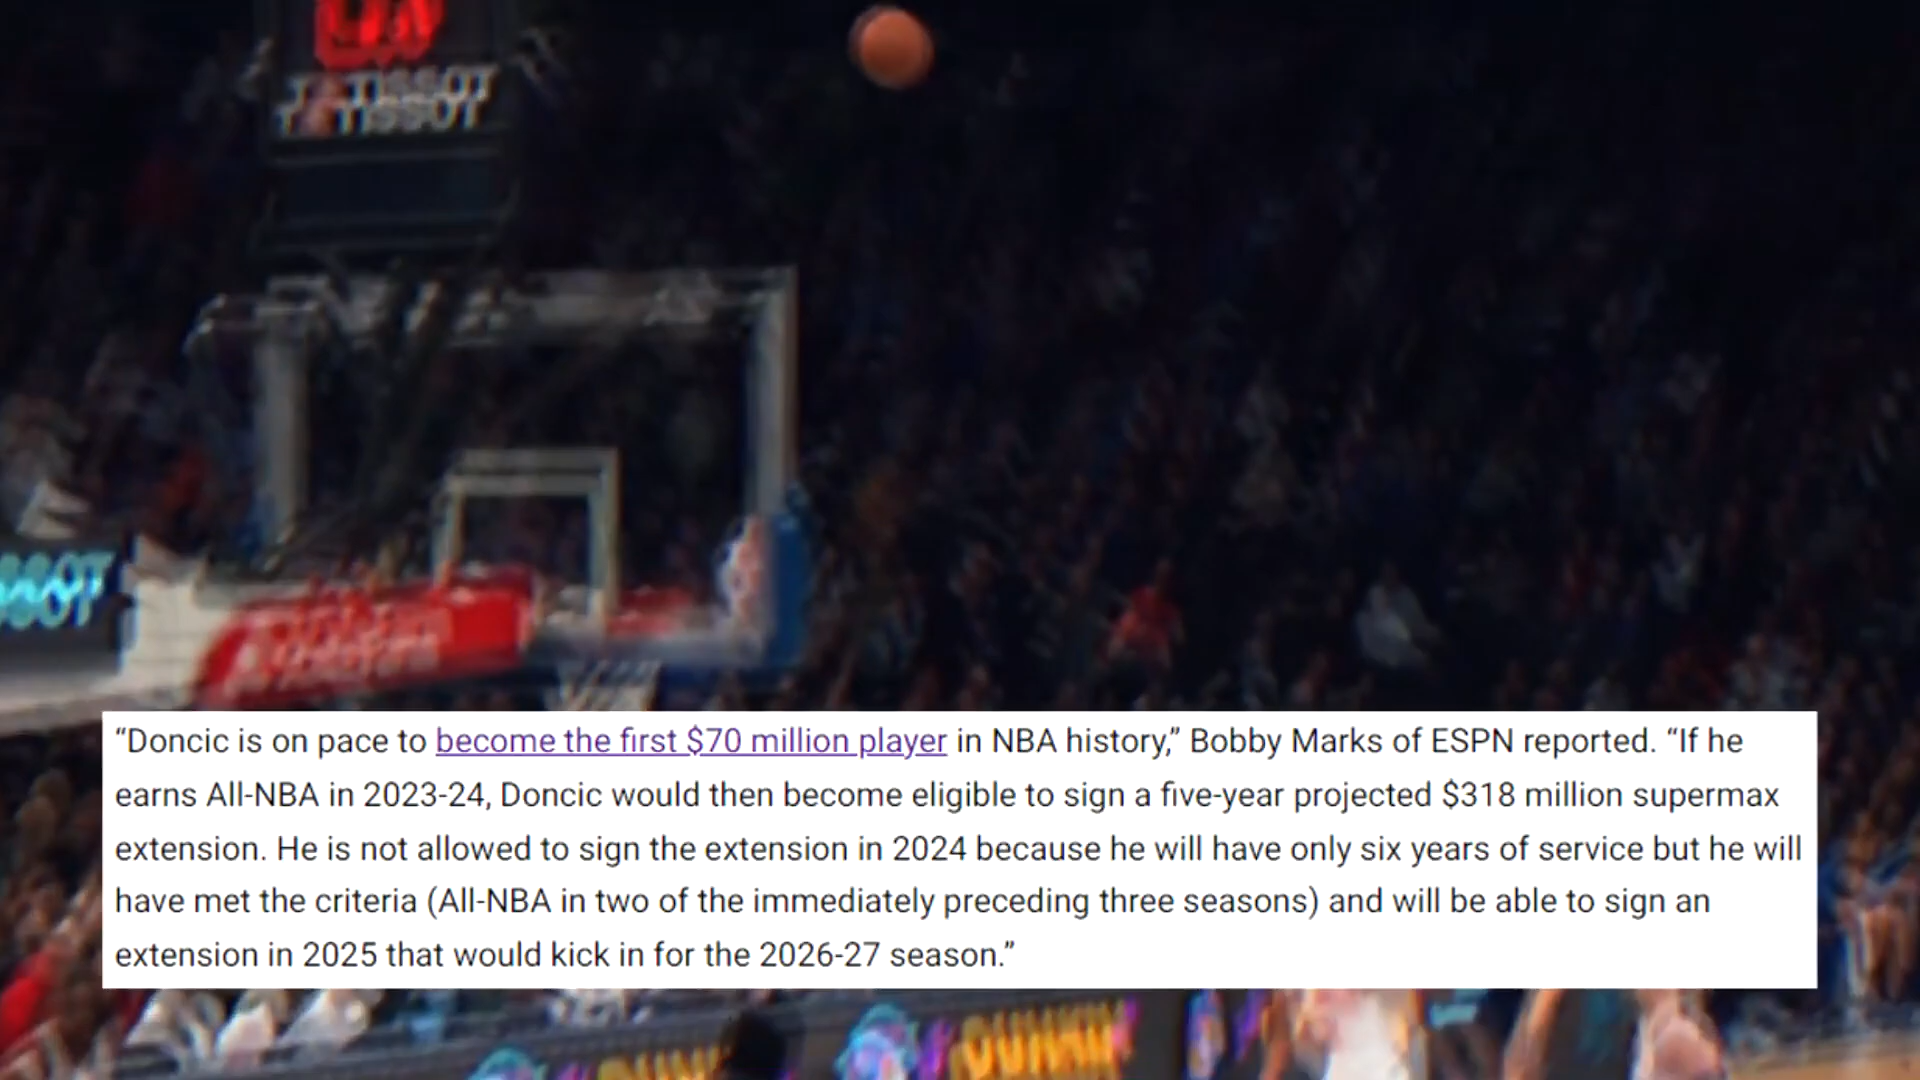 TISSOT
TISSOT
SSOT
“Doncic is on pace to become the first $70 million player in NBA history,” Bobby Marks of ESPN reported. “If he
earns All-NBA in 2023-24, Doncic would then become eligible to sign a five-year projected $318 million supermax
extension. He is not allowed to sign the extension in 2024 because he will have only six years of service but he will
have met the criteria (All-NBA in two of the immediately preceding three seasons) and will be able to sign an
extension in 2025 that would kick in for the 2026-27 season.”
DUNKIN'